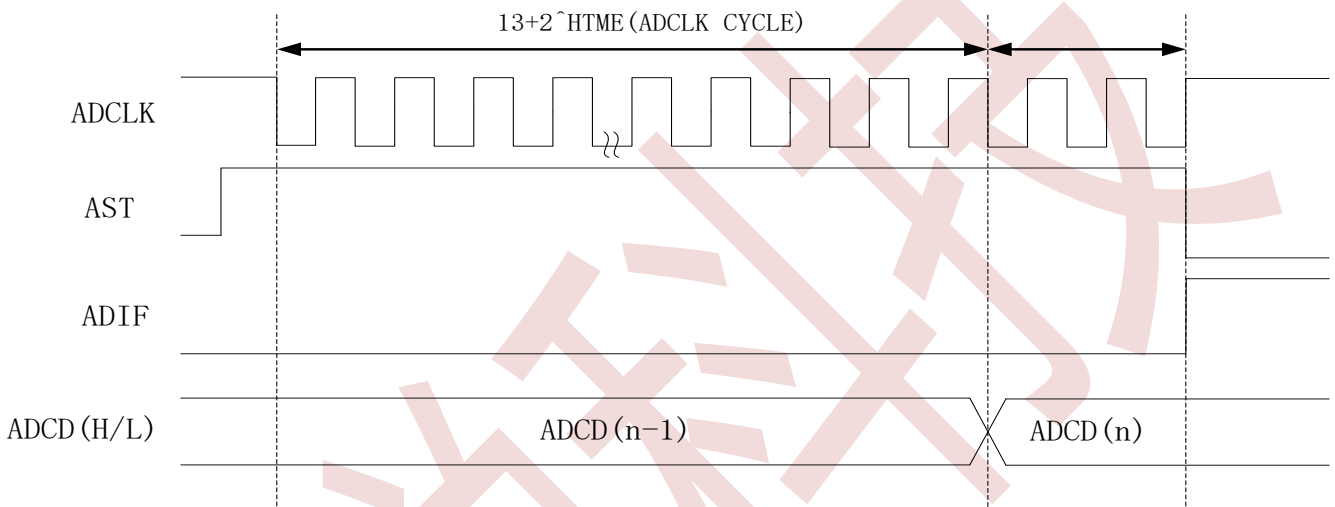 13+2^HTME(ADCLK CYCLE)
ADCLK
AST
ADIF
ADCD(H/L)
ADCD(n-1)
ADCD(n)